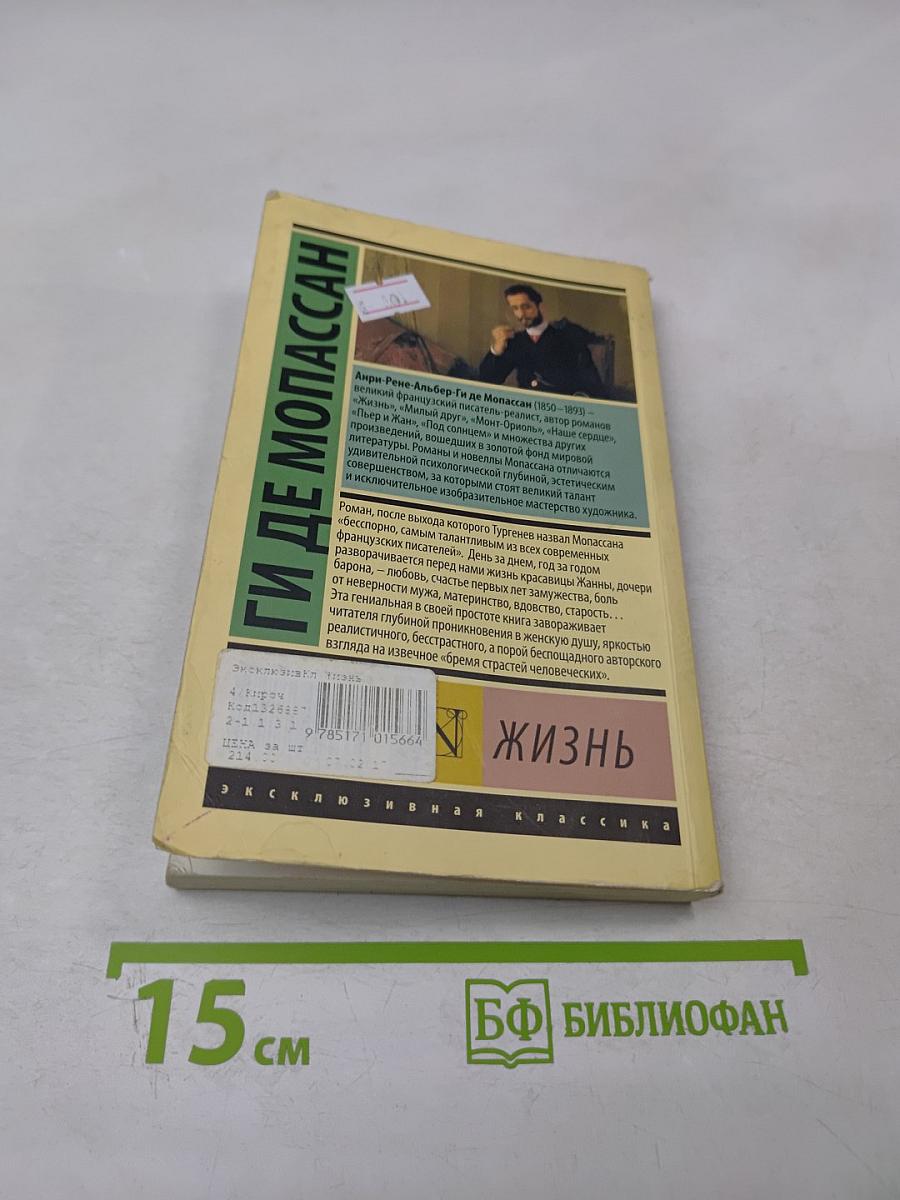 ГИ ДЕ МОПАССАН
Анри-Рене-Альбер-Ги де Мопассан (1850–1893) –
великий французский писатель-реалист, автор романов
«Жизнь», «Милый друг», «Монт-Ориоль», «Наше сердце»,
«Пьер и Жан», «Под солнцем» и множества других
произведений, вошедших в золотой фонд мировой
литературы. Романы и новеллы Мопассана отличаются
удивительной психологической глубиной, эстетическим
совершенством, за которыми стоят великий талант
и исключительное изобразительное мастерство художника.
Роман, после выхода которого Тургенев назвал Мопассана
«бесспорно, самым талантливым из всех современных
французских писателей». День за днем, год за годом
разворачивается перед нами жизнь красавицы Жанны, дочери
барона, – любовь, счастье первых лет замужества, боль
от неверности мужа, материнство, вдовство, старость...
Эта гениальная в своей простоте книга завораживает
читателя глубиной проникновения в женскую душу, яркостью
реалистичного, бесстрастного, а порой беспощадного авторского
взгляда на извечное «бремя страстей человеческих».
ЭксклюзивКл Жизнь
4/Кироч
9 785171 015664
ЦЕНА за шт
214.00
ЖИЗНЬ
эксклюзивная классика
15 см
БФ БИБЛИОФАН